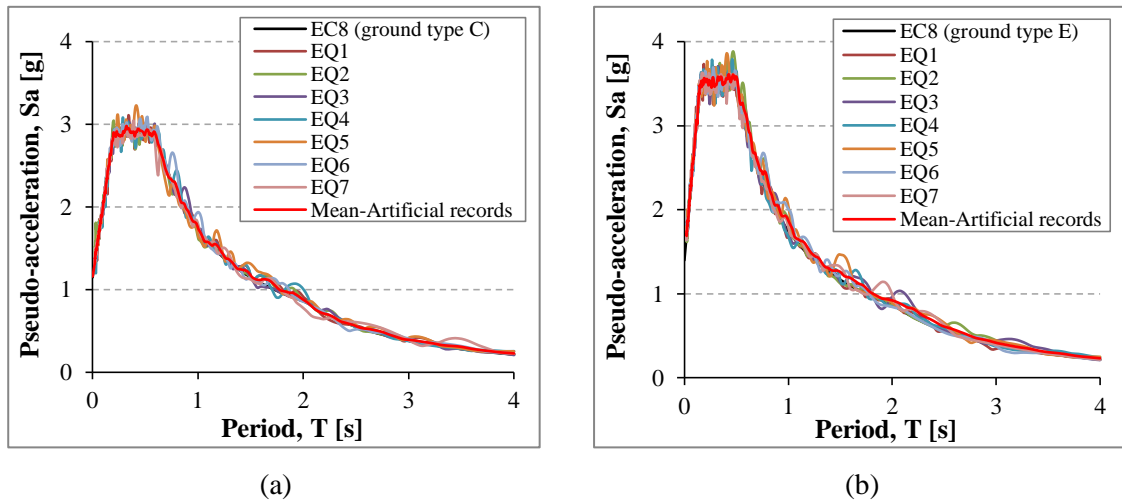 EC8 (ground type C)
EQ1
EQ2
EQ3
EQ4
EQ5
EQ6
EQ7
Mean-Artificial records
Pseudo-acceleration, Sa [g]
4
3
2
1
0
0 1 2 3 4
Period, T [s]
(a)
EC8 (ground type E)
EQ1
EQ2
EQ3
EQ4
EQ5
EQ6
EQ7
Mean-Artificial records
Pseudo-acceleration, Sa [g]
4
3
2
1
0
0 1 2 3 4
Period, T [s]
(b)